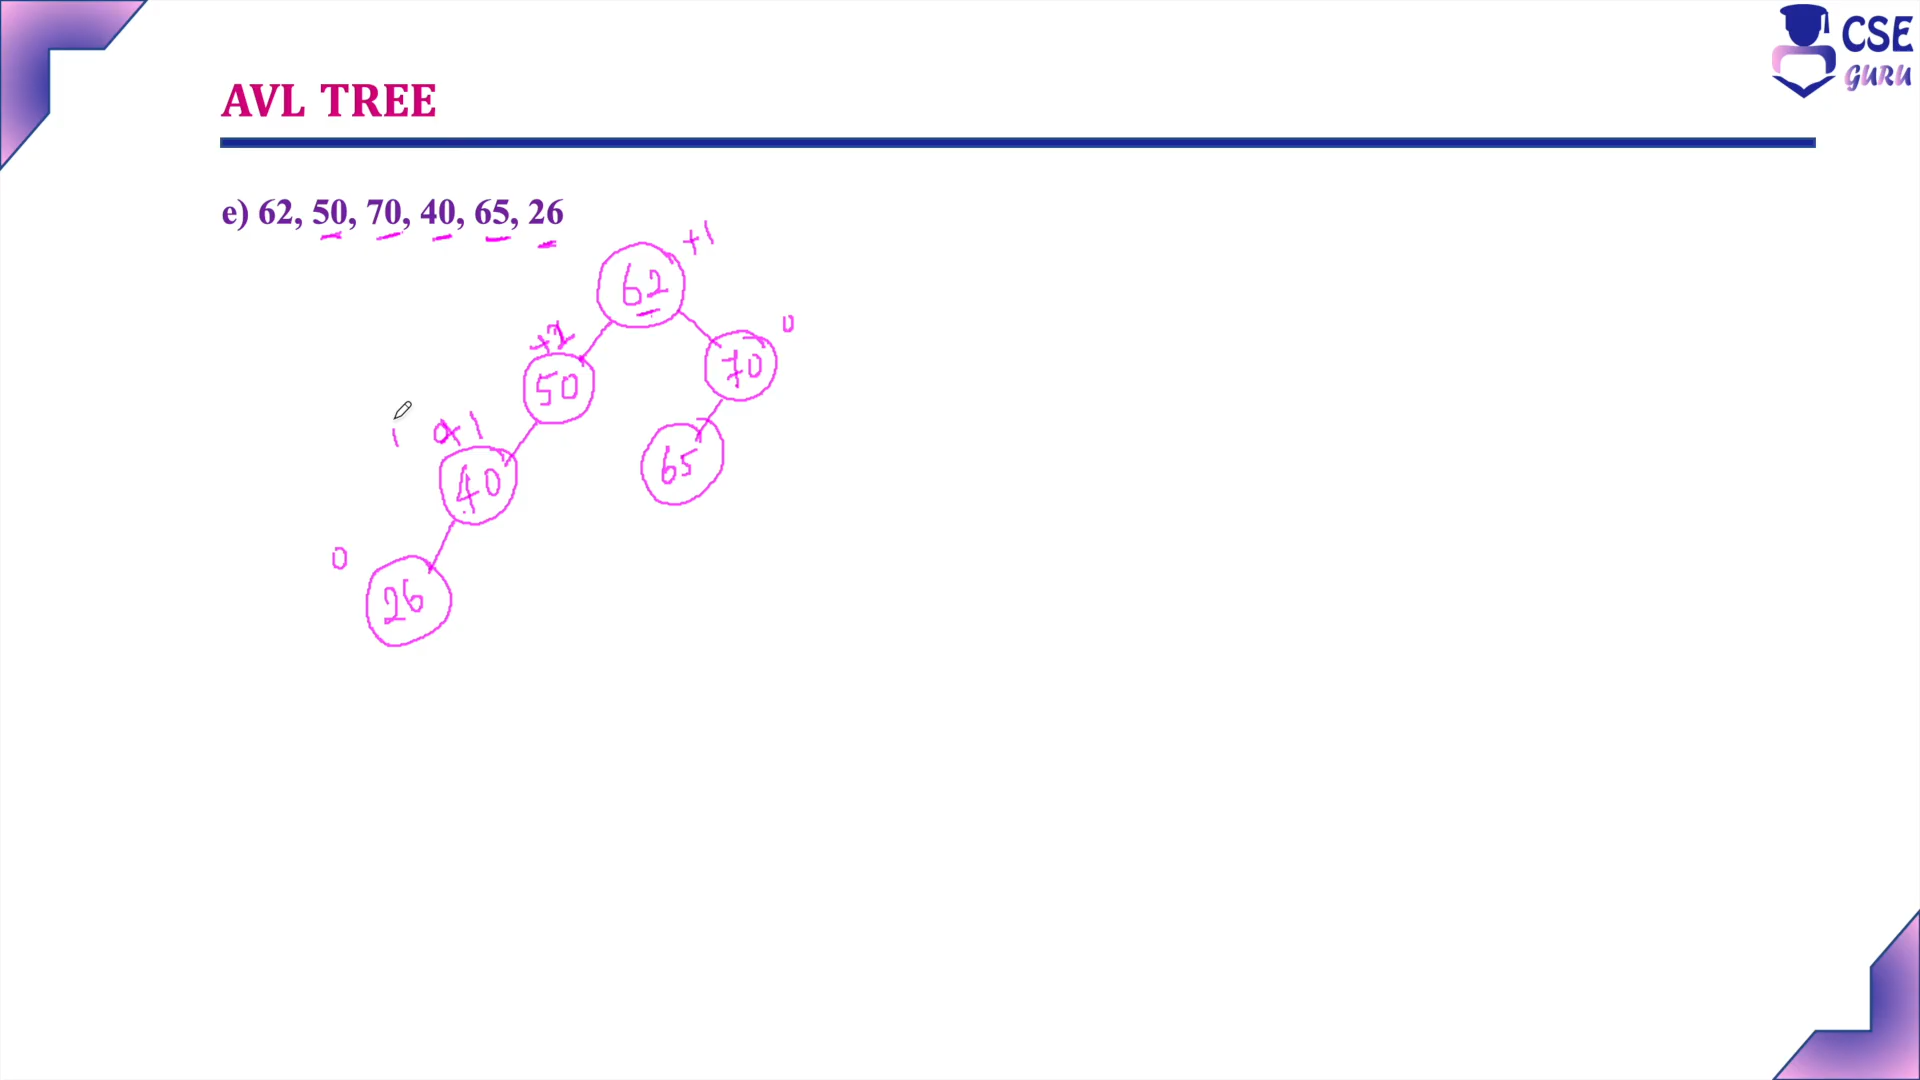 CSE
GURU
AVL TREE
e) 62, 50, 70, 40, 65, 26
+1
62
0
+2
50
70
+1
40
65
0
26